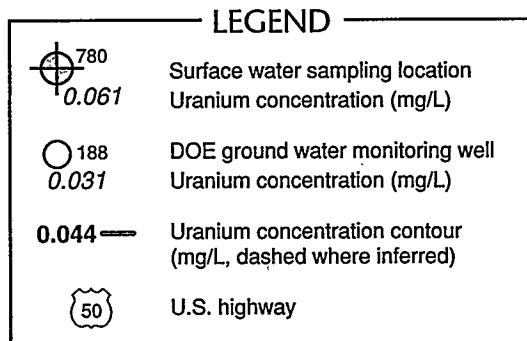 LEGEND
780 Surface water sampling location
0.061 Uranium concentration (mg/L)
188 DOE ground water monitoring well
0.031 Uranium concentration (mg/L)
0.044 Uranium concentration contour
(mg/L, dashed where inferred)
50 U.S. highway